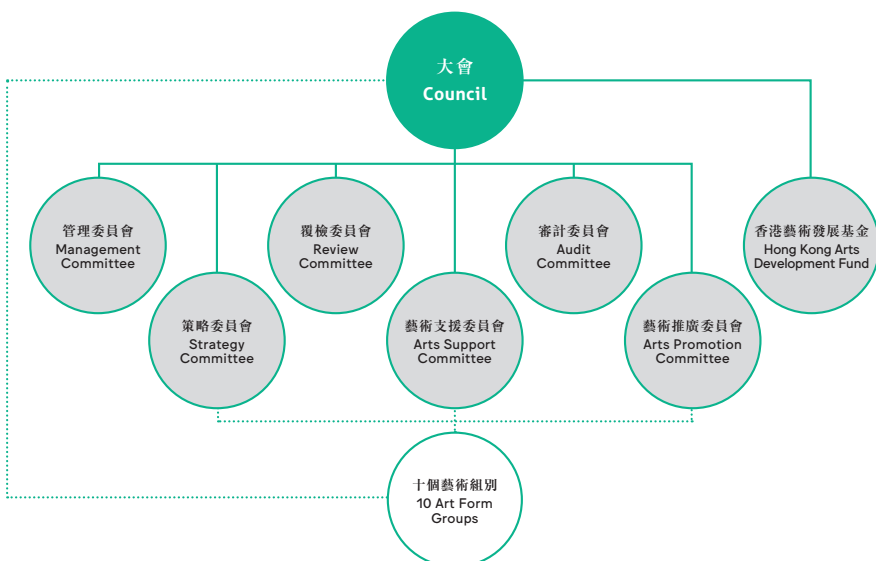 大會
Council
管理委員會
Management
Committee
覆檢委員會
Review
Committee
審計委員會
Audit
Committee
香港藝術發展基金
Hong Kong Arts
Development Fund
策略委員會
Strategy
Committee
藝術支援委員會
Arts Support
Committee
藝術推廣委員會
Arts Promotion
Committee
十個藝術組別
10 Art Form
Groups